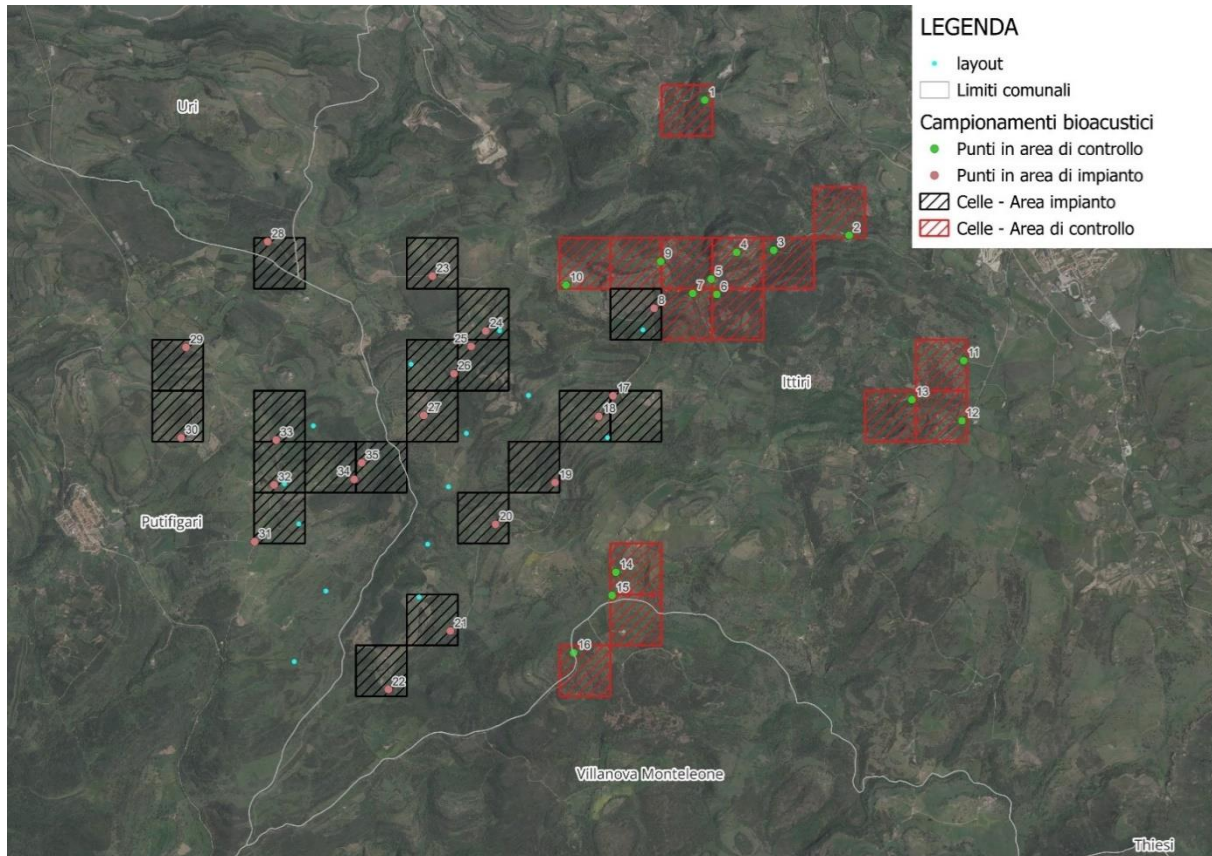 LEGENDA
layout
Limiti comunali
Campionamenti bioacustici
Punti in area di controllo
Punti in area di impianto
Celle - Area impianto
Celle - Area di controllo
1
Uri
2
28
23
10
9
4
3
5
7
6
8
24
29
25
26
Ittiri
11
27
17
18
13
12
30
33
35
34
32
19
20
Putifigari
31
14
15
21
16
22
Villanova Monteleone
Thiesi